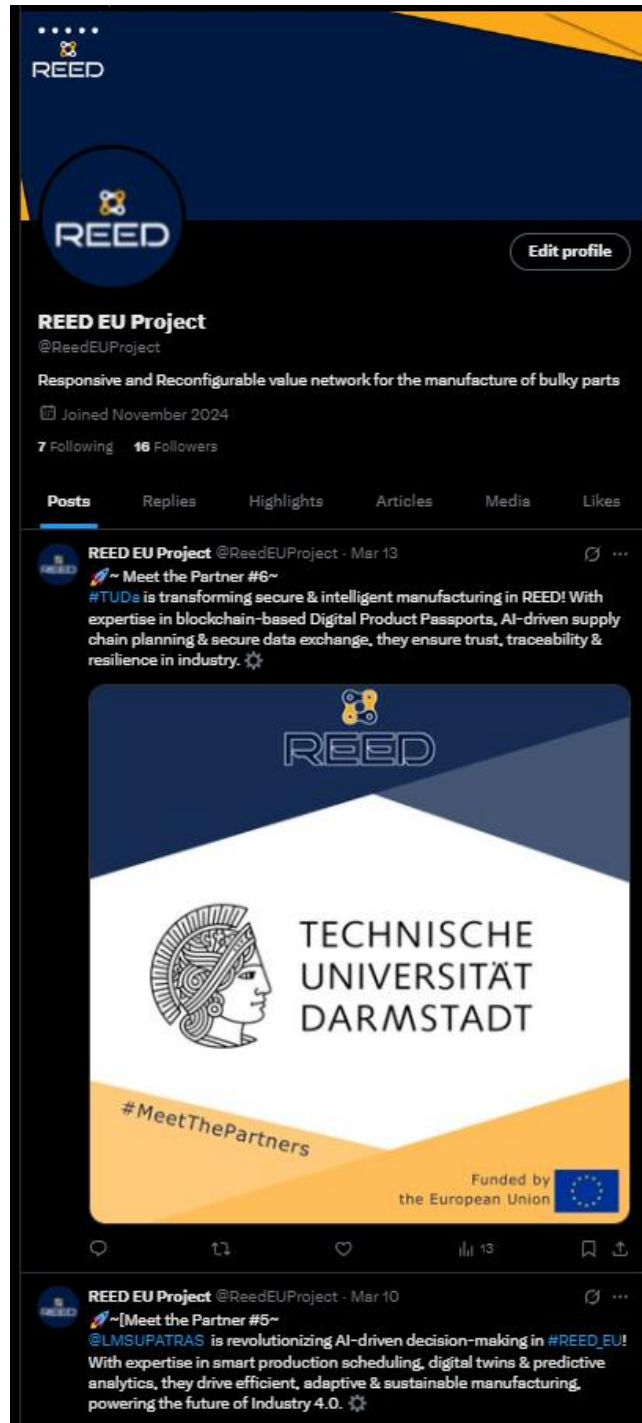 REED
REED
Edit profile
REED EU Project
@ReedEUProject
Responsive and Reconfigurable value network for the manufacture of bulky parts
Joined November 2024
7 Following 16 Followers
Posts Replies Highlights Articles Media Likes
REED EU Project @ReedEUProject · Mar 13
~ Meet the Partner #6~
#TUDa is transforming secure & intelligent manufacturing in REED! With
expertise in blockchain-based Digital Product Passports, AI-driven supply
chain planning & secure data exchange, they ensure trust, traceability &
resilience in industry.
REED
TECHNISCHE
UNIVERSITÄT
DARMSTADT
#MeetThePartners
Funded by
the European Union
13
REED EU Project @ReedEUProject · Mar 10
~[Meet the Partner #5~
@LMSUPATRAS is revolutionizing AI-driven decision-making in #REED_EU!
With expertise in smart production scheduling, digital twins & predictive
analytics, they drive efficient, adaptive & sustainable manufacturing,
powering the future of Industry 4.0.